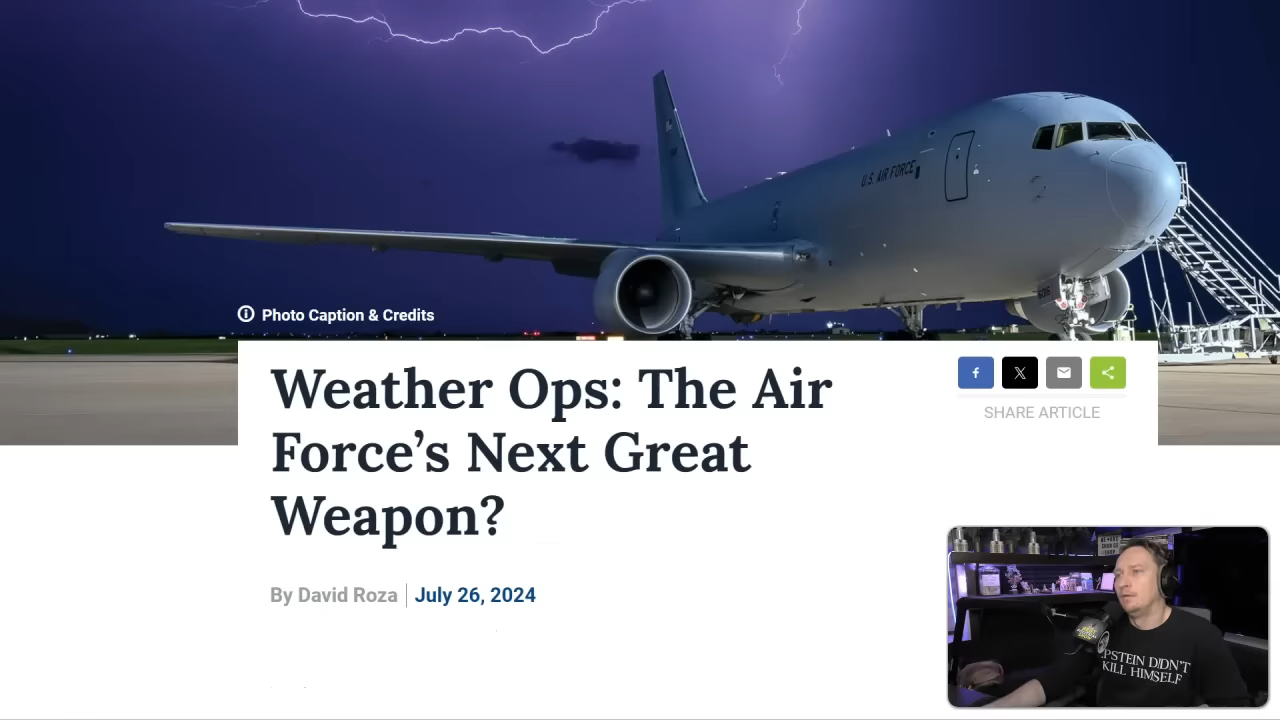 U.S. AIR FORCE
Photo Caption & Credits
Weather Ops: The Air
Force's Next Great
Weapon?
SHARE ARTICLE
By David Roza
July 26, 2024
EPSTEIN DIDN'T
KILL HIMSELF